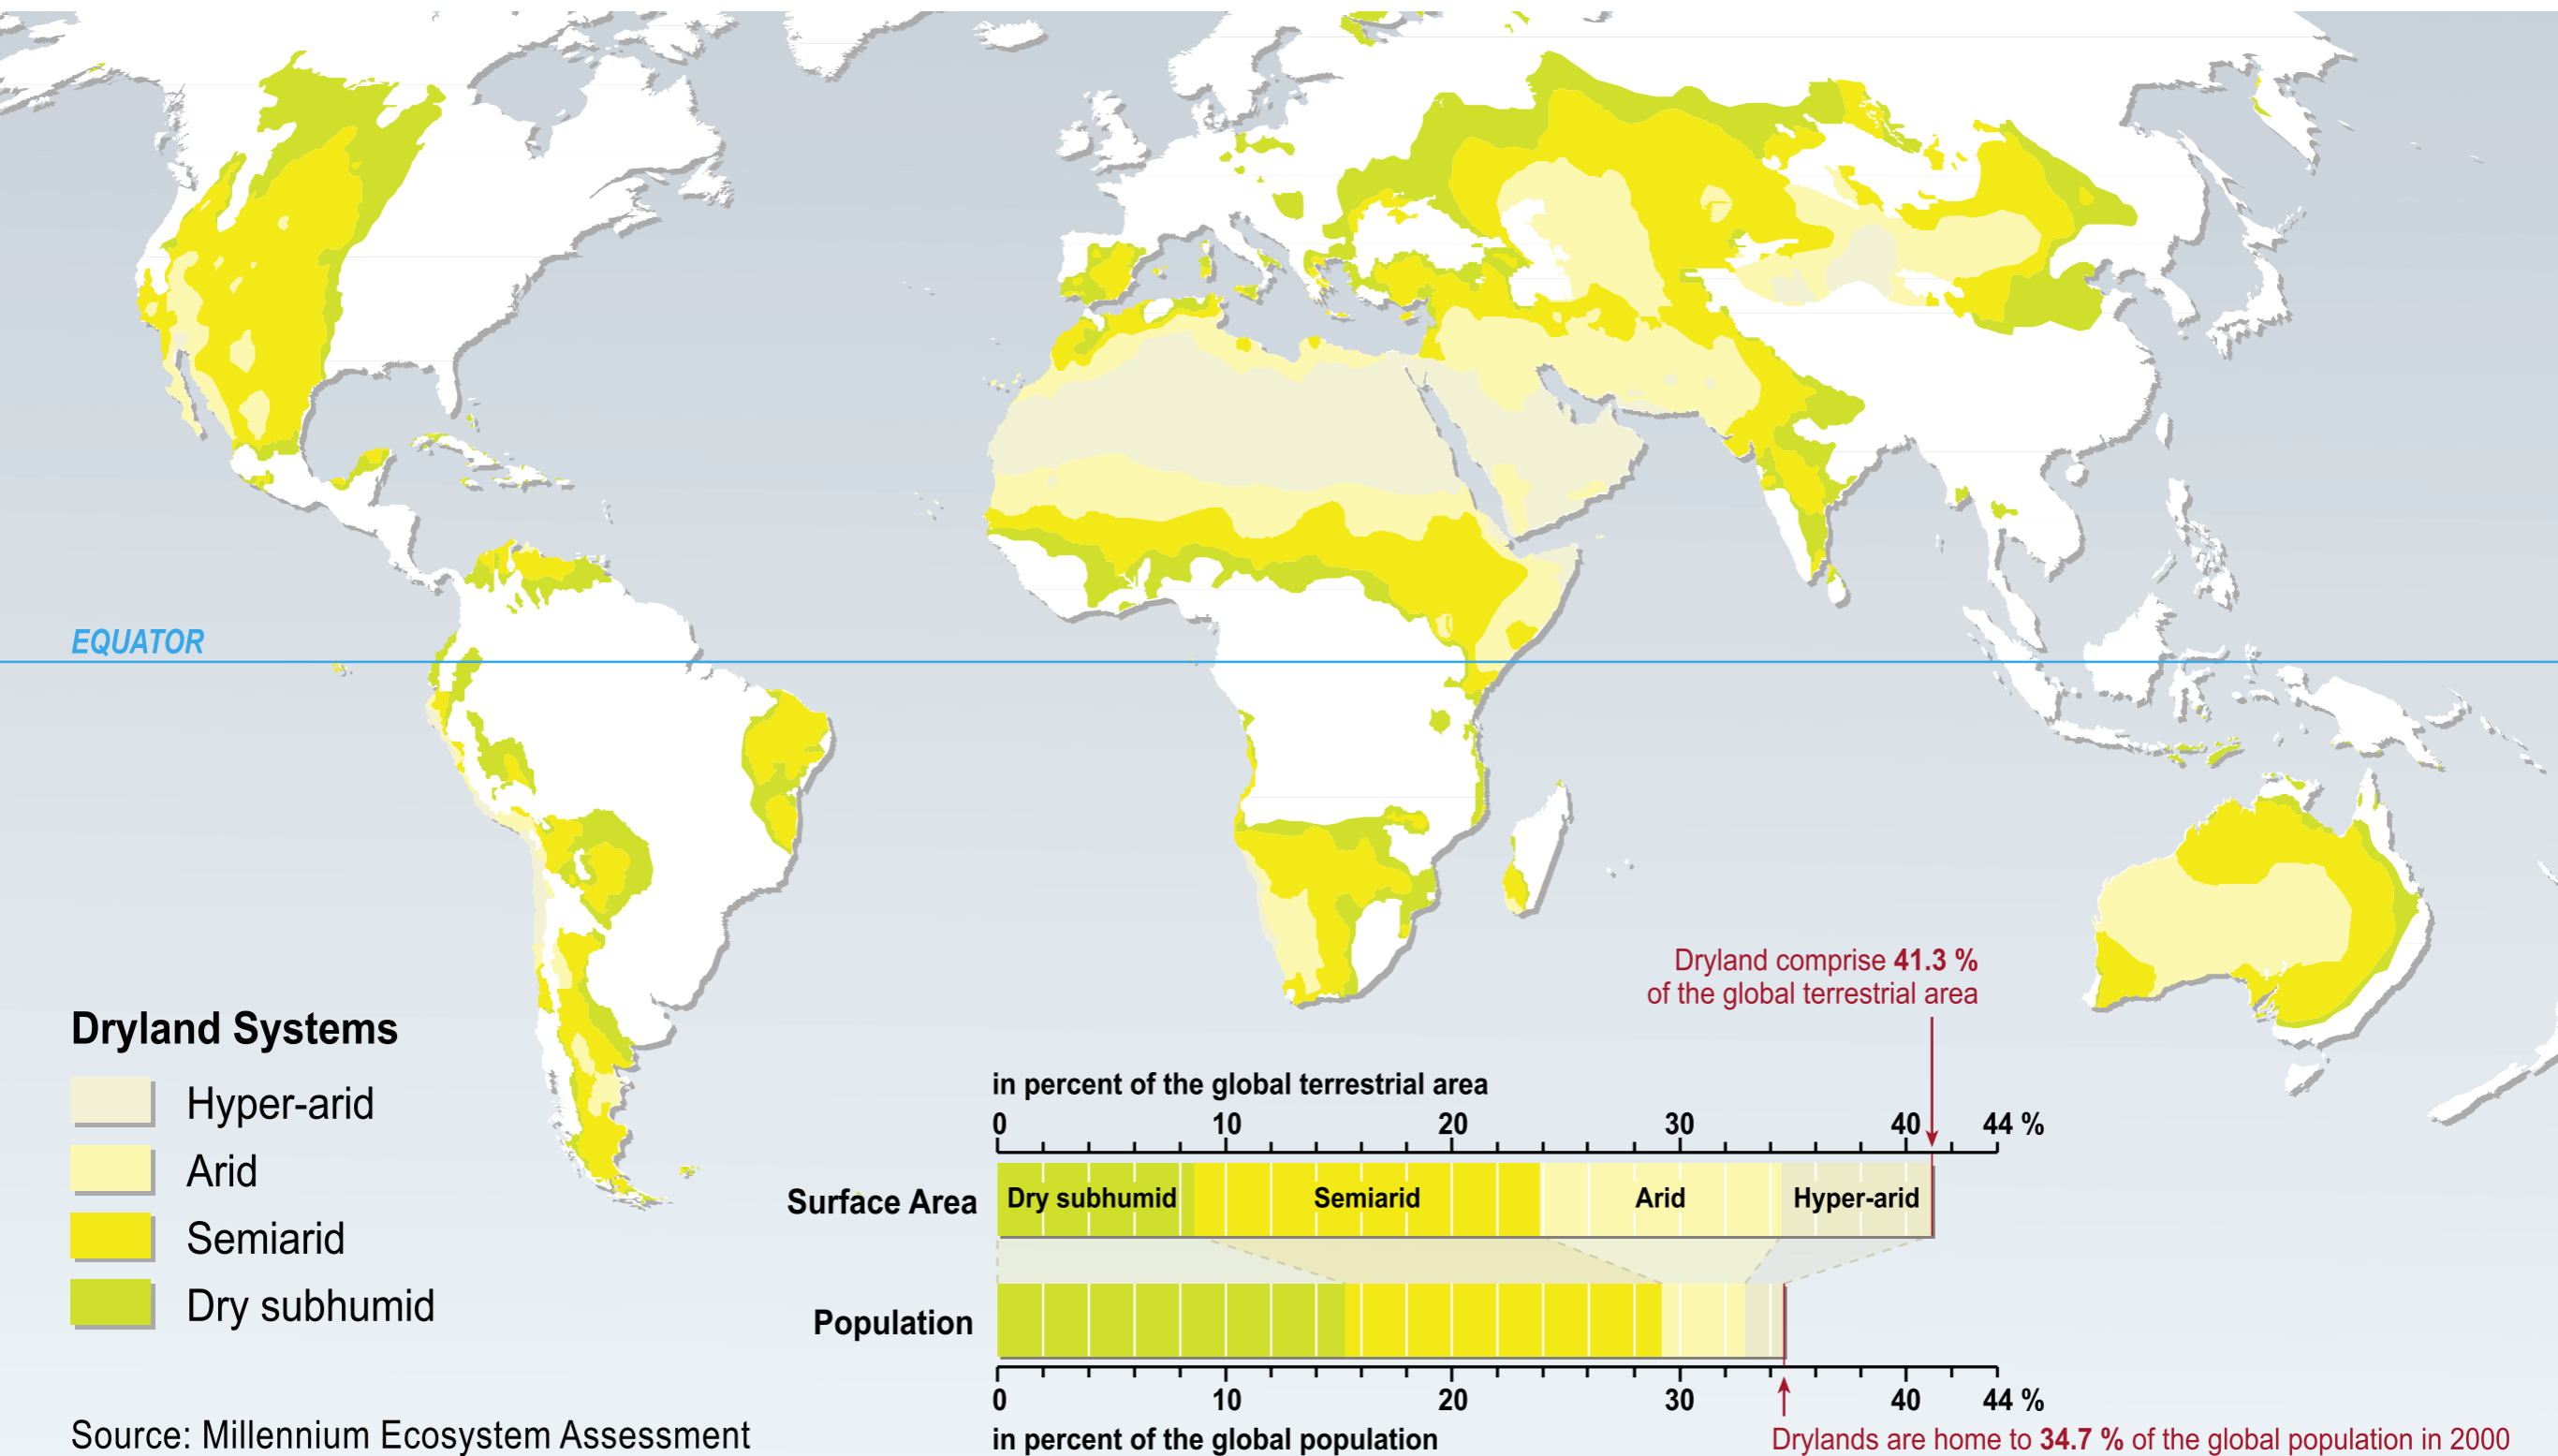 EQUATOR
Dryland comprise 41.3 %
of the global terrestrial area
Dryland Systems
Hyper-arid
Arid
Semiarid
Dry subhumid
in percent of the global terrestrial area
0 10 20 30 40 44 %
Surface Area
Dry subhumid Semiarid Arid Hyper-arid
Population
0 10 20 30 40 44 %
in percent of the global population
Drylands are home to 34.7 % of the global population in 2000
Source: Millennium Ecosystem Assessment